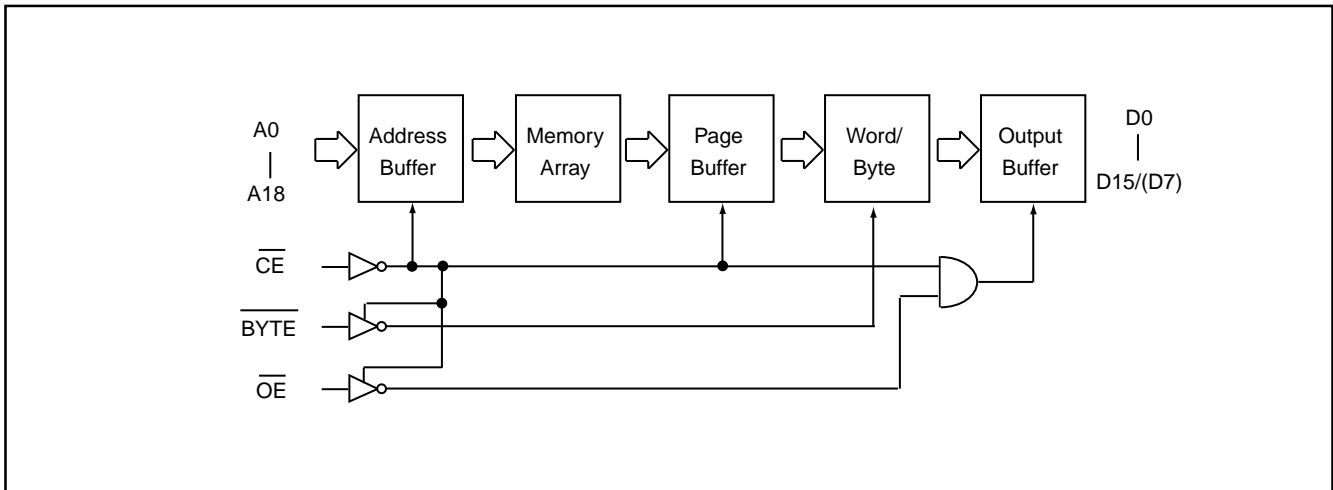 A0
A18
Address
Buffer
Memory
Array
Page
Buffer
Word/
Byte
Output
Buffer
D0
D15/(D7)
CE
BYTE
OE